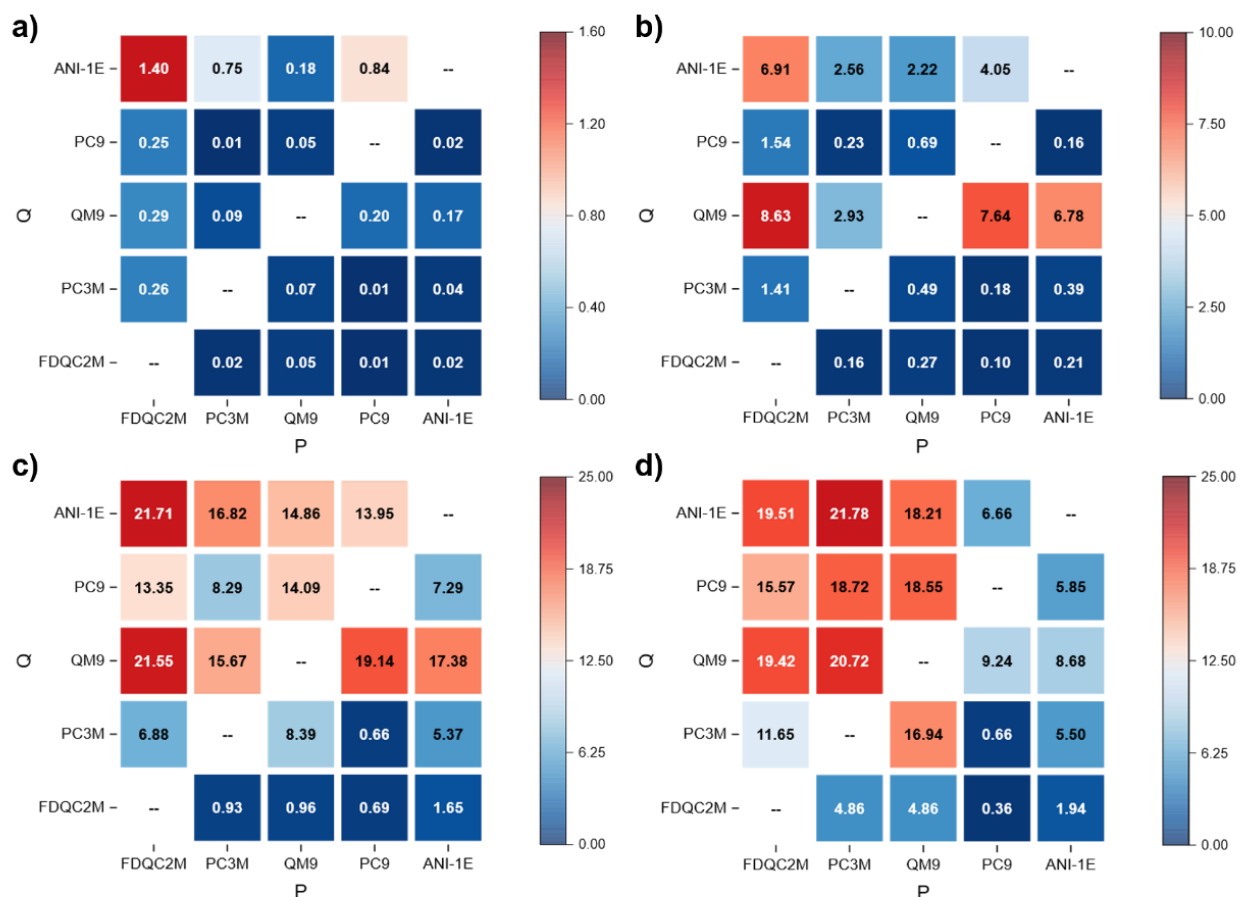 a)
1.60
ANI-1E
1.40 0.75 0.18 0.84 --
1.20
PC9
0.25 0.01 0.05 -- 0.02
Q
QM9
0.29 0.09 -- 0.20 0.17
0.80
PC3M
0.26 -- 0.07 0.01 0.04
0.40
FDQC2M
-- 0.02 0.05 0.01 0.02
0.00
FDQC2M PC3M QM9 PC9 ANI-1E
P
b)
10.00
ANI-1E
6.91 2.56 2.22 4.05 --
7.50
PC9
1.54 0.23 0.69 -- 0.16
Q
QM9
8.63 2.93 -- 7.64 6.78
5.00
PC3M
1.41 -- 0.49 0.18 0.39
2.50
FDQC2M
-- 0.16 0.27 0.10 0.21
0.00
FDQC2M PC3M QM9 PC9 ANI-1E
P
c)
25.00
ANI-1E
21.71 16.82 14.86 13.95 --
18.75
PC9
13.35 8.29 14.09 -- 7.29
Q
QM9
21.55 15.67 -- 19.14 17.38
12.50
PC3M
6.88 -- 8.39 0.66 5.37
6.25
FDQC2M
-- 0.93 0.96 0.69 1.65
0.00
FDQC2M PC3M QM9 PC9 ANI-1E
P
d)
25.00
ANI-1E
19.51 21.78 18.21 6.66 --
18.75
PC9
15.57 18.72 18.55 -- 5.85
Q
QM9
19.42 20.72 -- 9.24 8.68
12.50
PC3M
11.65 -- 16.94 0.66 5.50
6.25
FDQC2M
-- 4.86 4.86 0.36 1.94
0.00
FDQC2M PC3M QM9 PC9 ANI-1E
P